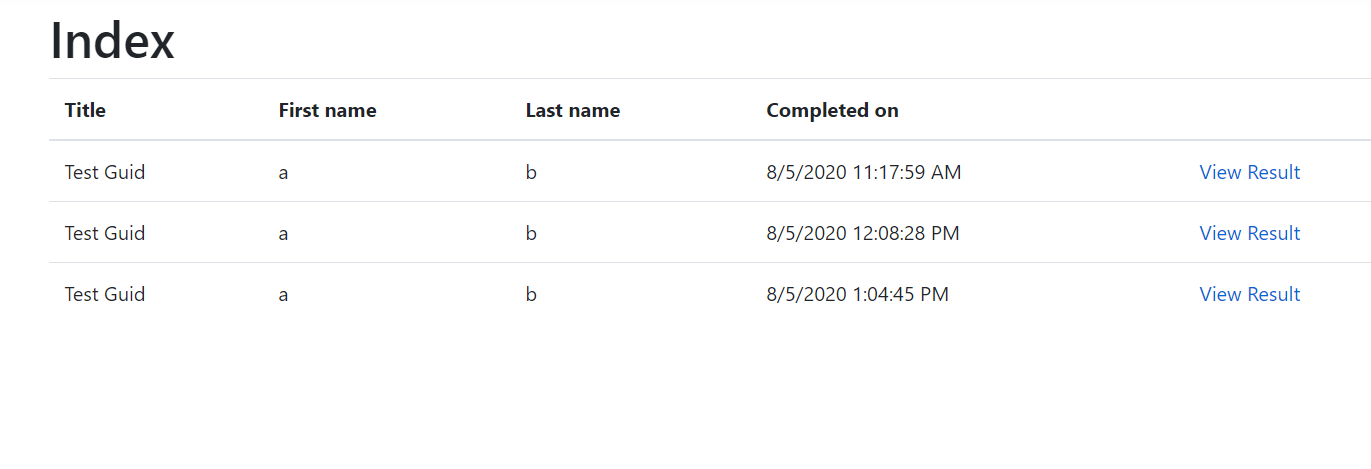 Index
Title First name Last name Completed on
Test Guid a b 8/5/2020 11:17:59 AM View Result
Test Guid a b 8/5/2020 12:08:28 PM View Result
Test Guid a b 8/5/2020 1:04:45 PM View Result